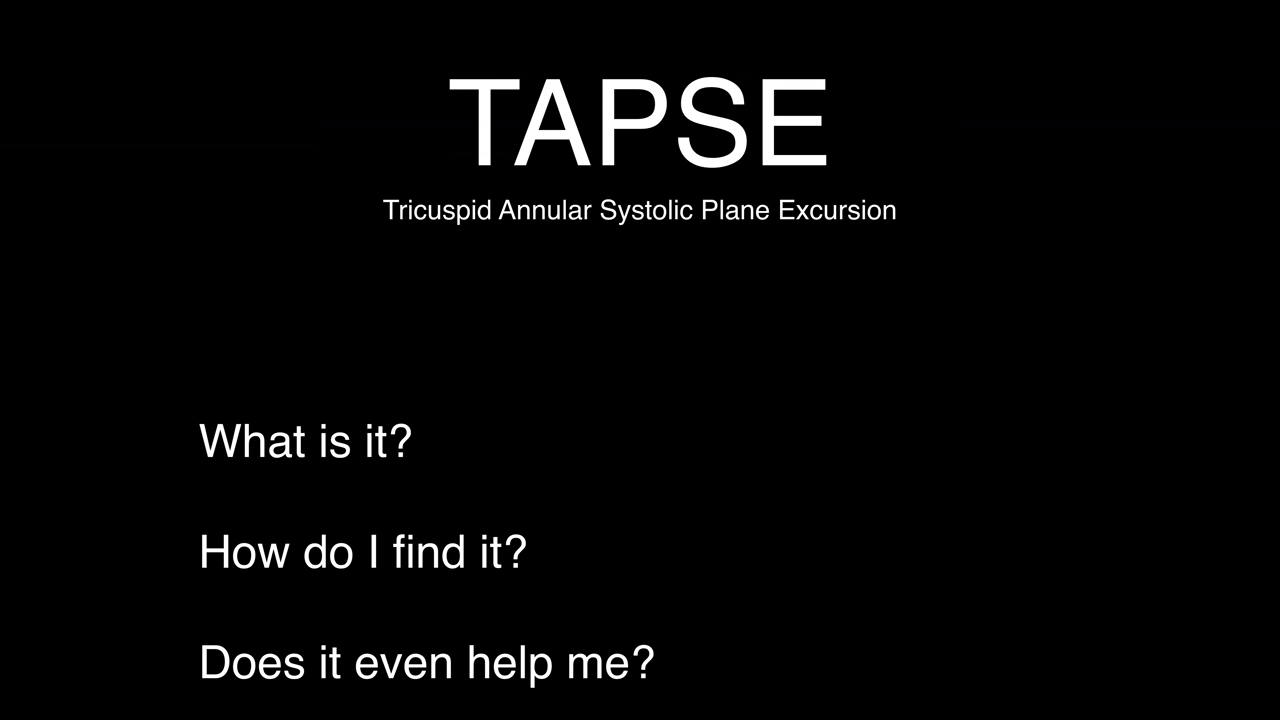 TAPSE
Tricuspid Annular Systolic Plane Excursion
What is it?
How do I find it?
Does it even help me?